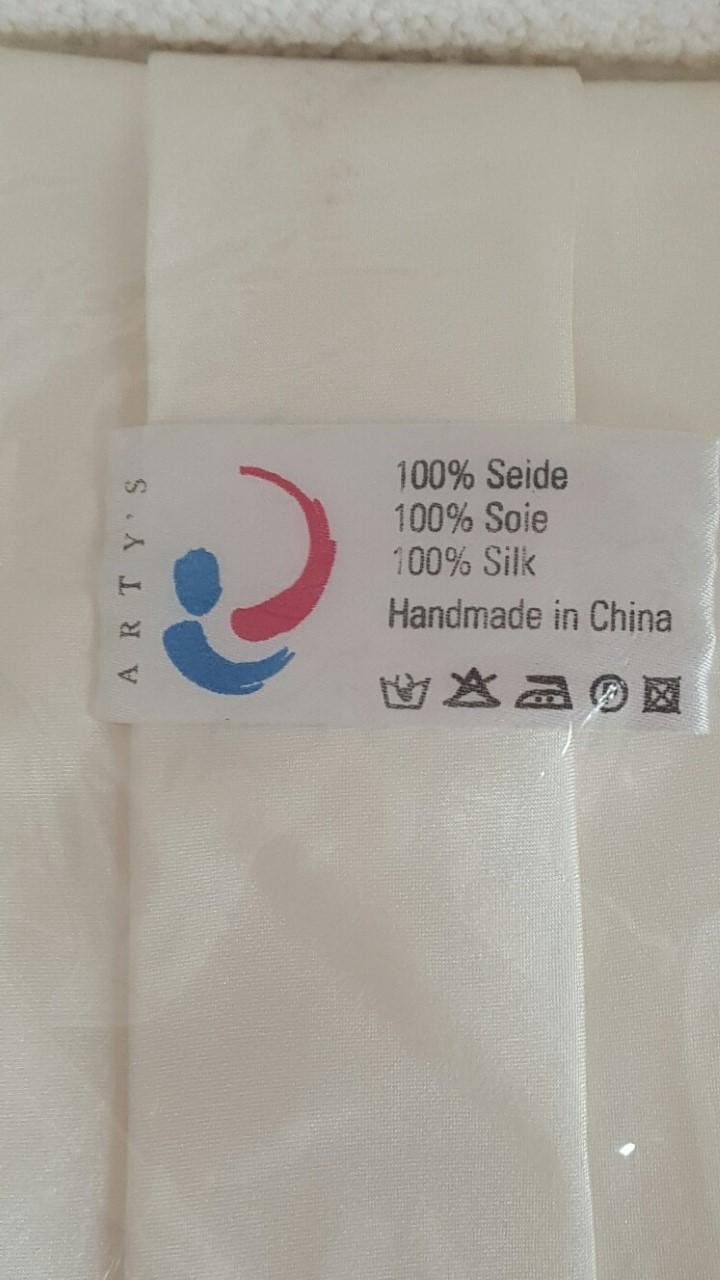 ARTY'S
100% Seide
100% Soie
100% Silk
Handmade in China